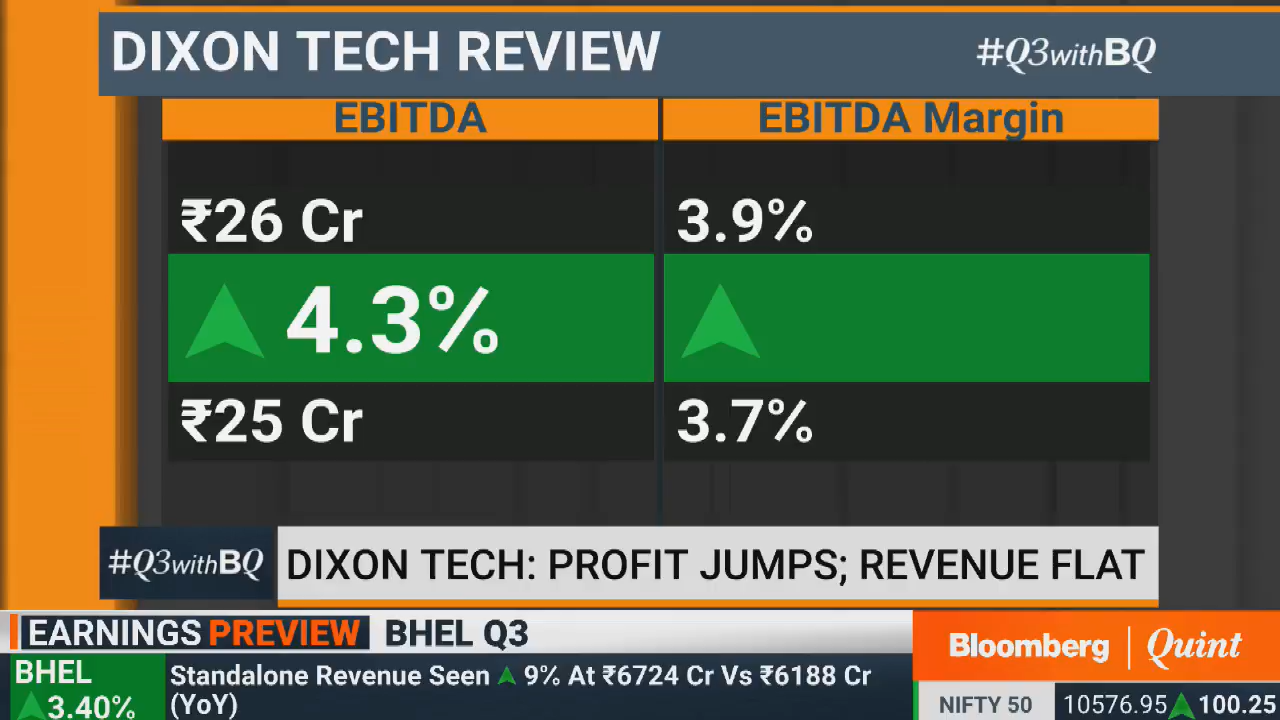 DIXON TECH REVIEW
#Q3withBQ
EBITDA
EBITDA Margin
₹26 Cr
3.9%
4.3%
₹25 Cr
3.7%
#Q3withBQ
DIXON TECH: PROFIT JUMPS; REVENUE FLAT
EARNINGS PREVIEW
BHEL Q3
Bloomberg | Quint
BHEL
3.40%
Standalone Revenue Seen ▲ 9% At ₹6724 Cr Vs ₹6188 Cr
(YoY)
NIFTY 50
10576.95 ▲ 100.25